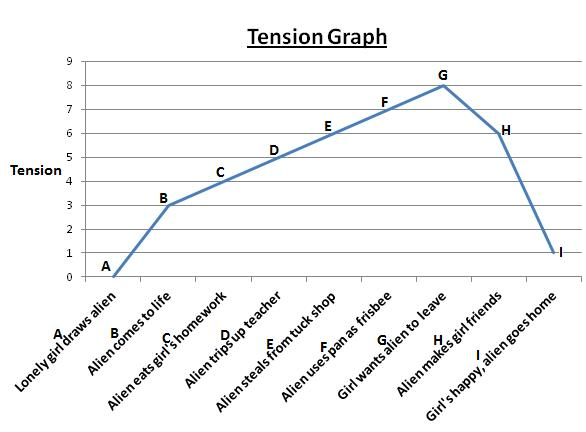 Tension Graph
9
8
7
6
5
4
3
2
1
0
Tension
A
B
C
D
E
F
G
H
I
A Lonely girl draws alien
B Alien comes to life
C Alien eats girl's homework
D Alien trips up teacher
E Alien steals from tuck shop
F Alien uses pan as frisbee
G Girl wants alien to leave
H Alien makes girl friends
I Girl's happy, alien goes home